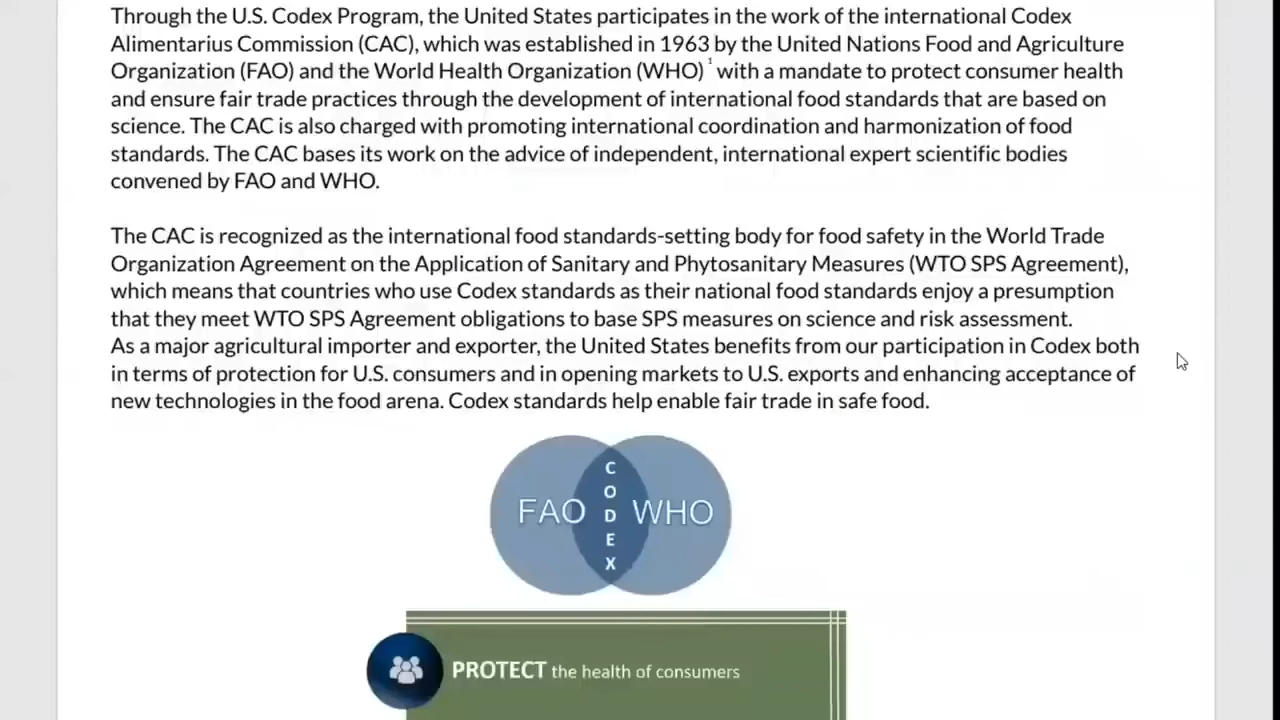 Through the U.S. Codex Program, the United States participates in the work of the international Codex
Alimentarius Commission (CAC), which was established in 1963 by the United Nations Food and Agriculture
Organization (FAO) and the World Health Organization (WHO) ¹ with a mandate to protect consumer health
and ensure fair trade practices through the development of international food standards that are based on
science. The CAC is also charged with promoting international coordination and harmonization of food
standards. The CAC bases its work on the advice of independent, international expert scientific bodies
convened by FAO and WHO.
The CAC is recognized as the international food standards-setting body for food safety in the World Trade
Organization Agreement on the Application of Sanitary and Phytosanitary Measures (WTO SPS Agreement),
which means that countries who use Codex standards as their national food standards enjoy a presumption
that they meet WTO SPS Agreement obligations to base SPS measures on science and risk assessment.
As a major agricultural importer and exporter, the United States benefits from our participation in Codex both
in terms of protection for U.S. consumers and in opening markets to U.S. exports and enhancing acceptance of
new technologies in the food arena. Codex standards help enable fair trade in safe food.
FAO
CODEX
WHO
PROTECT the health of consumers